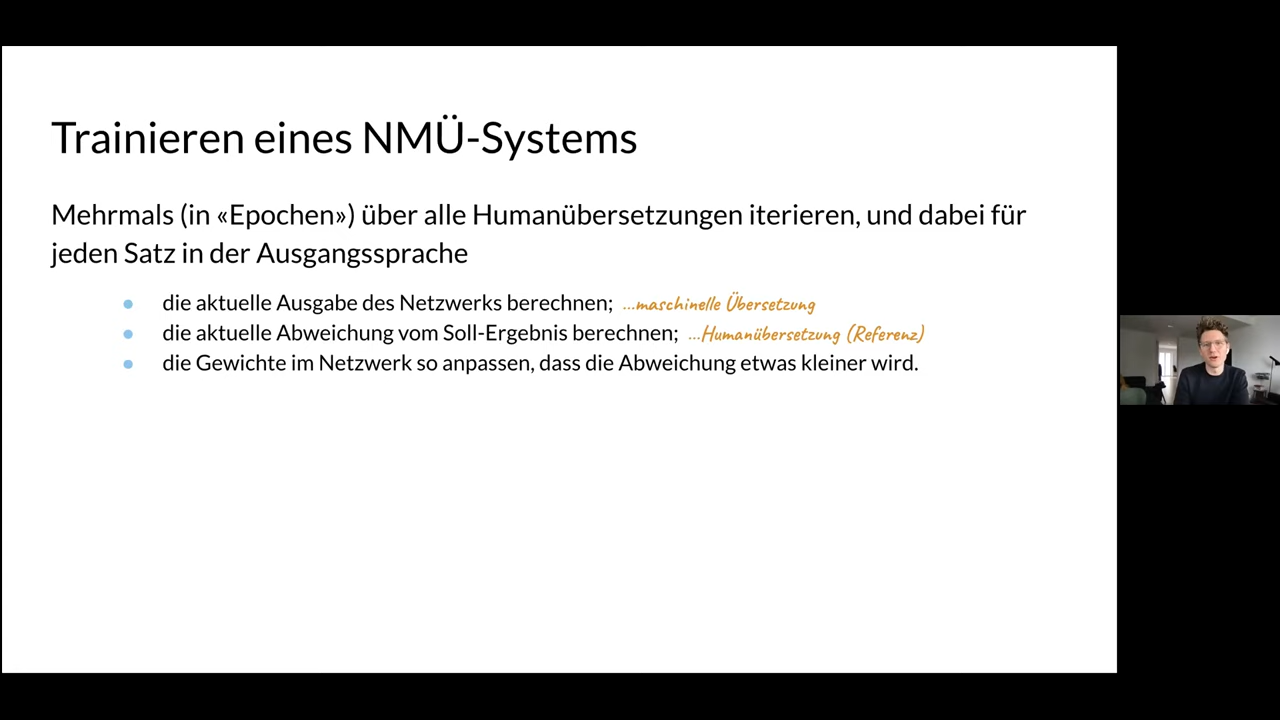 Trainieren eines NMÜ-Systems
Mehrmals (in «Epochen») über alle Humanübersetzungen iterieren, und dabei für
jeden Satz in der Ausgangssprache
● die aktuelle Ausgabe des Netzwerks berechnen; ...maschinelle Übersetzung
● die aktuelle Abweichung vom Soll-Ergebnis berechnen; ...Humanübersetzung (Referenz)
● die Gewichte im Netzwerk so anpassen, dass die Abweichung etwas kleiner wird.